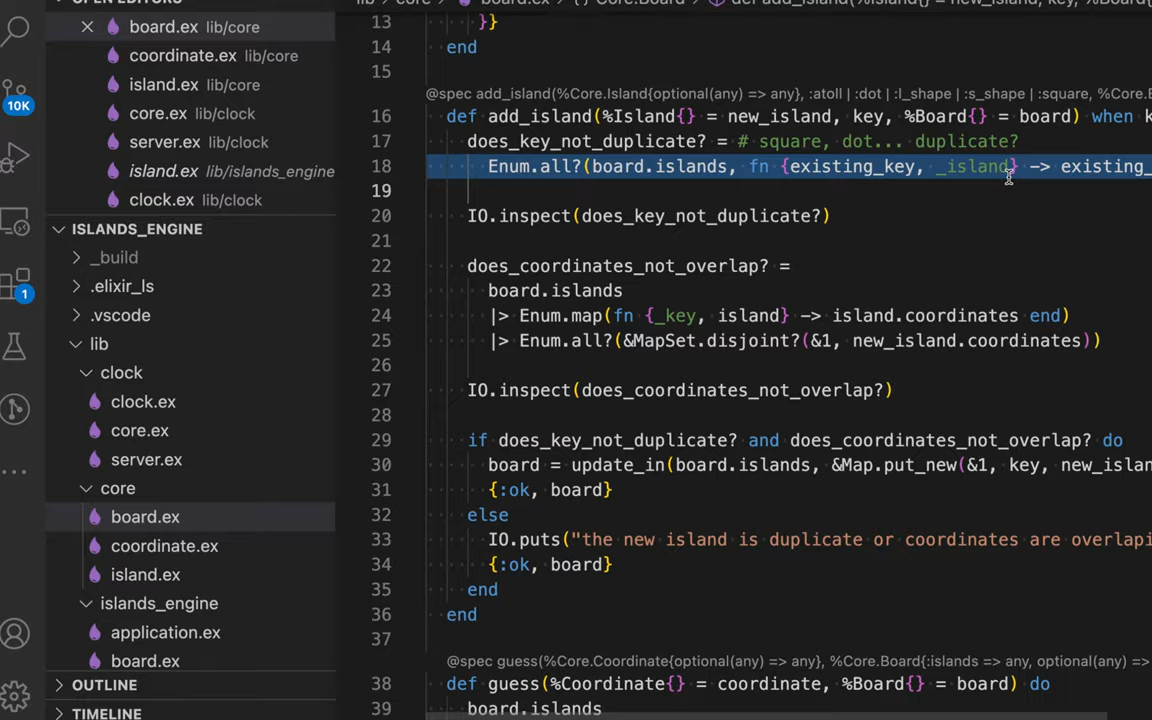 OPEN EDITORS
board.ex lib/core
coordinate.ex lib/core
island.ex lib/core
core.ex lib/clock
server.ex lib/clock
island.ex lib/islands_engine
clock.ex lib/clock
ISLANDS_ENGINE
_build
.elixir_ls
.vscode
lib
clock
clock.ex
core.ex
server.ex
core
board.ex
coordinate.ex
island.ex
islands_engine
application.ex
board.ex
OUTLINE
TIMELINE
10K
1
13 }}
14 end
15
@spec add_island(%Core.Island{optional(any) => any}, :atoll | :dot | :l_shape | :s_shape | :square, %Core.B
16 def add_island(%Island{} = new_island, key, %Board{} = board) when k
17 does_key_not_duplicate? = # square, dot... duplicate?
18 Enum.all?(board.islands, fn {existing_key, _island} -> existing_
19
20 IO.inspect(does_key_not_duplicate?)
21
22 does_coordinates_not_overlap? =
23 board.islands
24 |> Enum.map(fn {_key, island} -> island.coordinates end)
25 |> Enum.all?(&MapSet.disjoint?(&1, new_island.coordinates))
26
27 IO.inspect(does_coordinates_not_overlap?)
28
29 if does_key_not_duplicate? and does_coordinates_not_overlap? do
30 board = update_in(board.islands, &Map.put_new(&1, key, new_islan
31 {:ok, board}
32 else
33 IO.puts("the new island is duplicate or coordinates are overlapi
34 {:ok, board}
35 end
36 end
37
@spec guess(%Core.Coordinate{optional(any) => any}, %Core.Board{:islands => any, optional(any) =>
38 def guess(%Coordinate{} = coordinate, %Board{} = board) do
39 board.islands